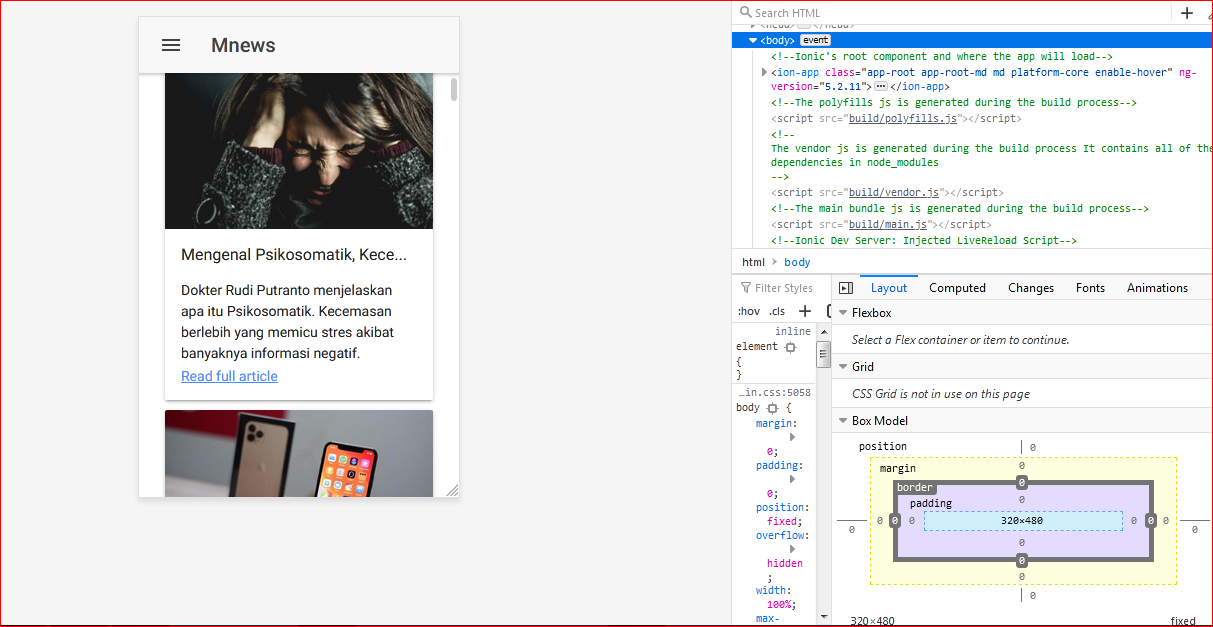 Mnews
Mengenal Psikosomatik, Kece...
Dokter Rudi Putranto menjelaskan
apa itu Psikosomatik. Kecemasan
berlebih yang memicu stres akibat
banyaknya informasi negatif.
Read full article
Search HTML
<body> event
<!--Ionic's root component and where the app will load-->
<ion-app class="app-root app-root-md md platform-core enable-hover" ng-
version="5.2.11"> </ion-app>
<!--The polyfills js is generated during the build process-->
<script src="build/polyfills.js"></script>
<!--
The vendor js is generated during the build process It contains all of the
dependencies in node_modules
-->
<script src="build/vendor.js"></script>
<!--The main bundle js is generated during the build process-->
<script src="build/main.js"></script>
<!--Ionic Dev Server: Injected LiveReload Script-->
html > body
Filter Styles
:hov .cls +
inline
element
{
}
…in.css:5058
body {
margin:
0;
padding:
0;
position:
fixed;
overflow:
hidden
;
width:
100%;
max-
Layout Computed Changes Fonts Animations
Flexbox
Select a Flex container or item to continue.
Grid
CSS Grid is not in use on this page
Box Model
position 0
margin 0
border 0
padding 0
0 0 0 0 320×480 0 0 0 0
0
0
0
0
320×480 fixed